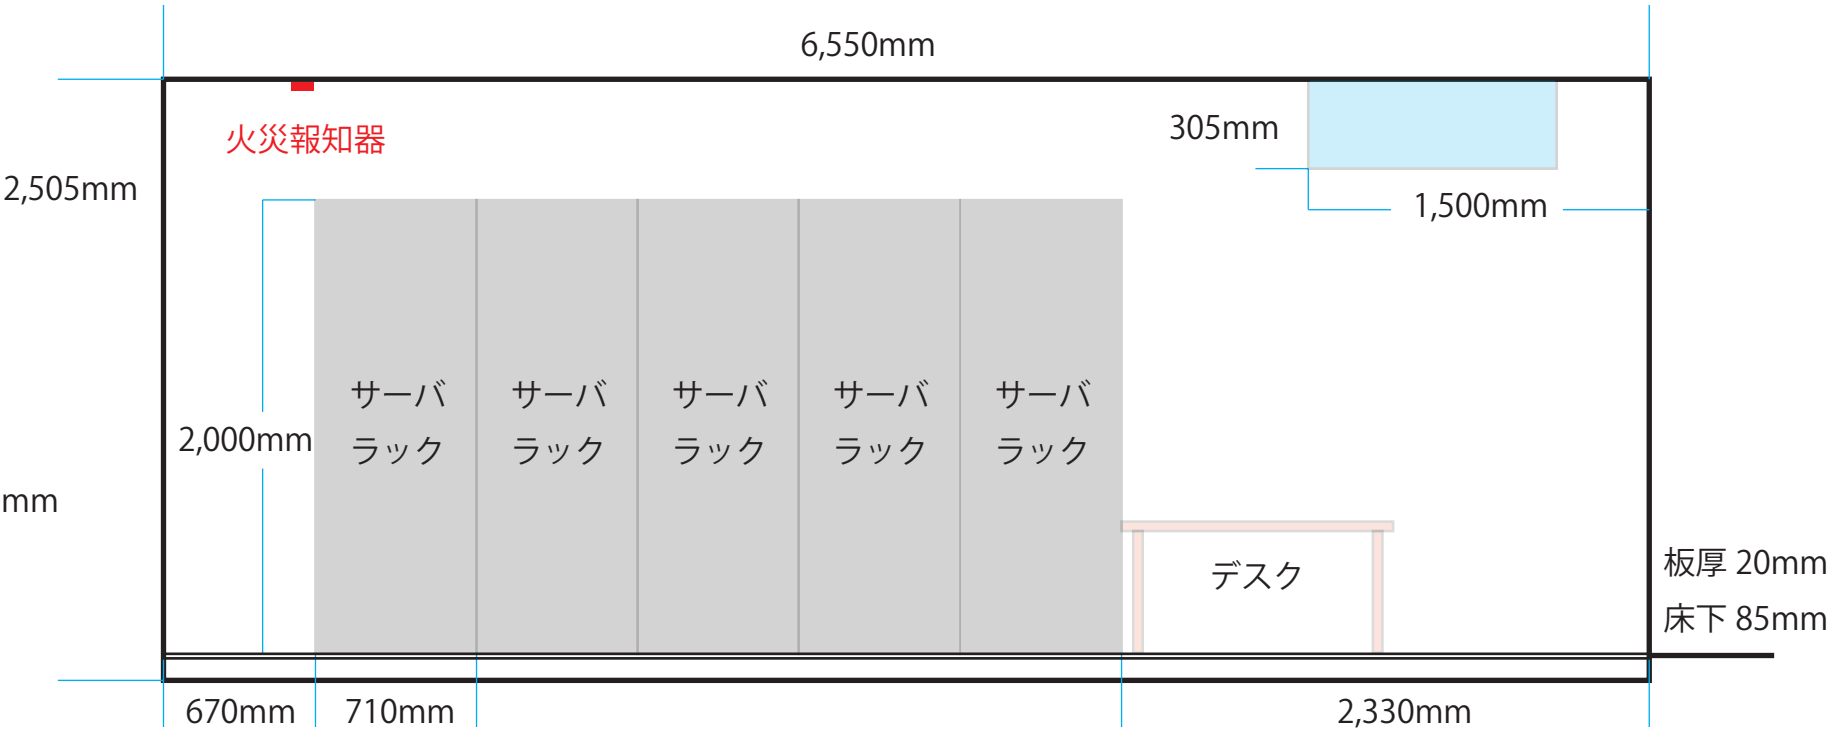 6,550mm
305mm
火災報知器
2,505mm
1,500mm
サーバ
ラック
サーバ
ラック
サーバ
ラック
サーバ
ラック
サーバ
ラック
2,000mm
mm
デスク
板厚 20mm
床下 85mm
670mm
710mm
2,330mm